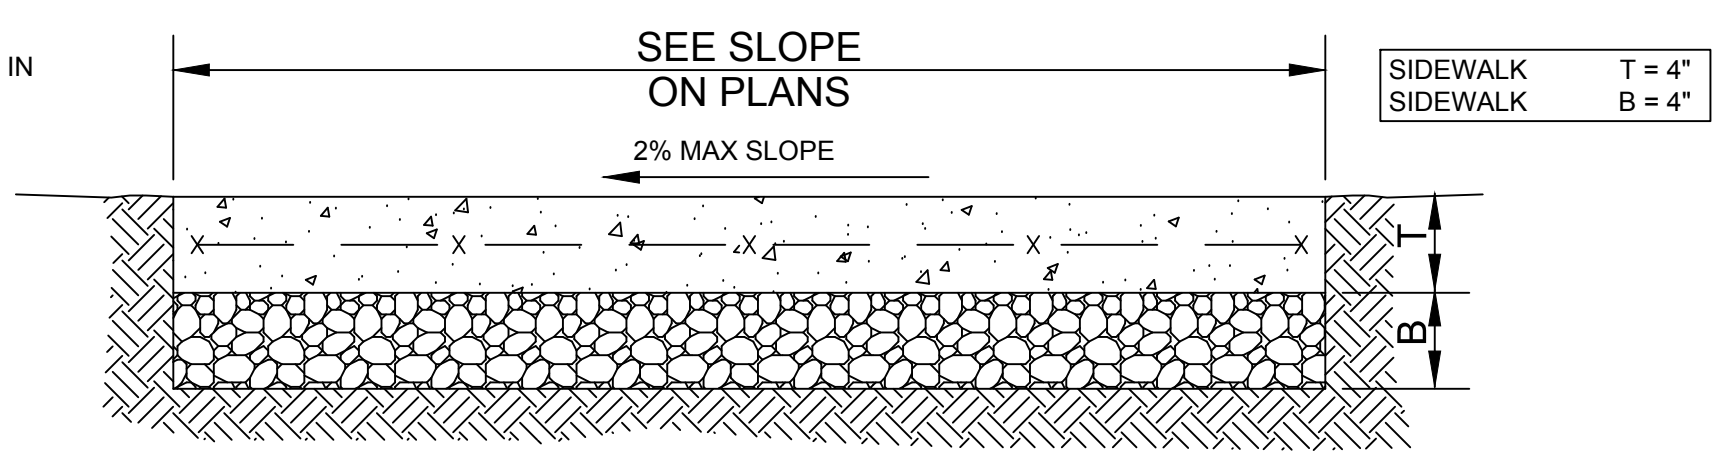 IN
SEE SLOPE
ON PLANS
2% MAX SLOPE
SIDEWALK T = 4"
SIDEWALK B = 4"
T
B